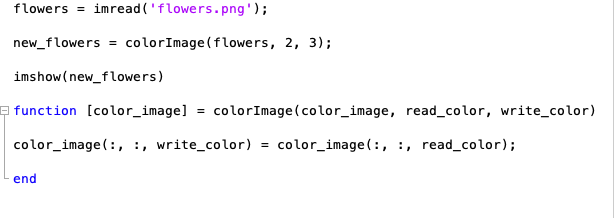 flowers = imread('flowers.png');
new_flowers = colorImage(flowers, 2, 3);
imshow(new_flowers)
function [color_image] = colorImage(color_image, read_color, write_color)
color_image(:, :, write_color) = color_image(:, :, read_color);
end